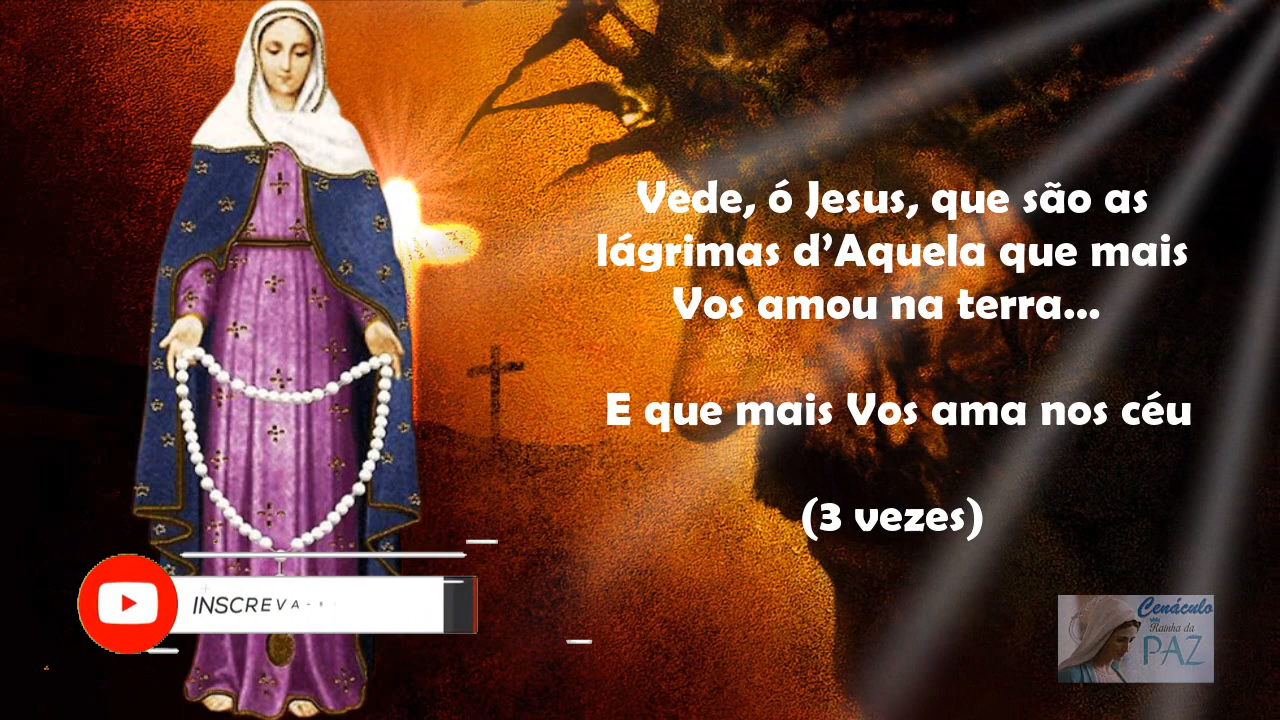 Vede, ó Jesus, que são as
lágrimas d’Aquela que mais
Vos amou na terra...
E que mais Vos ama nos céu
(3 vezes)
INSCREVA-
Cenáculo
Rainha da
PAZ